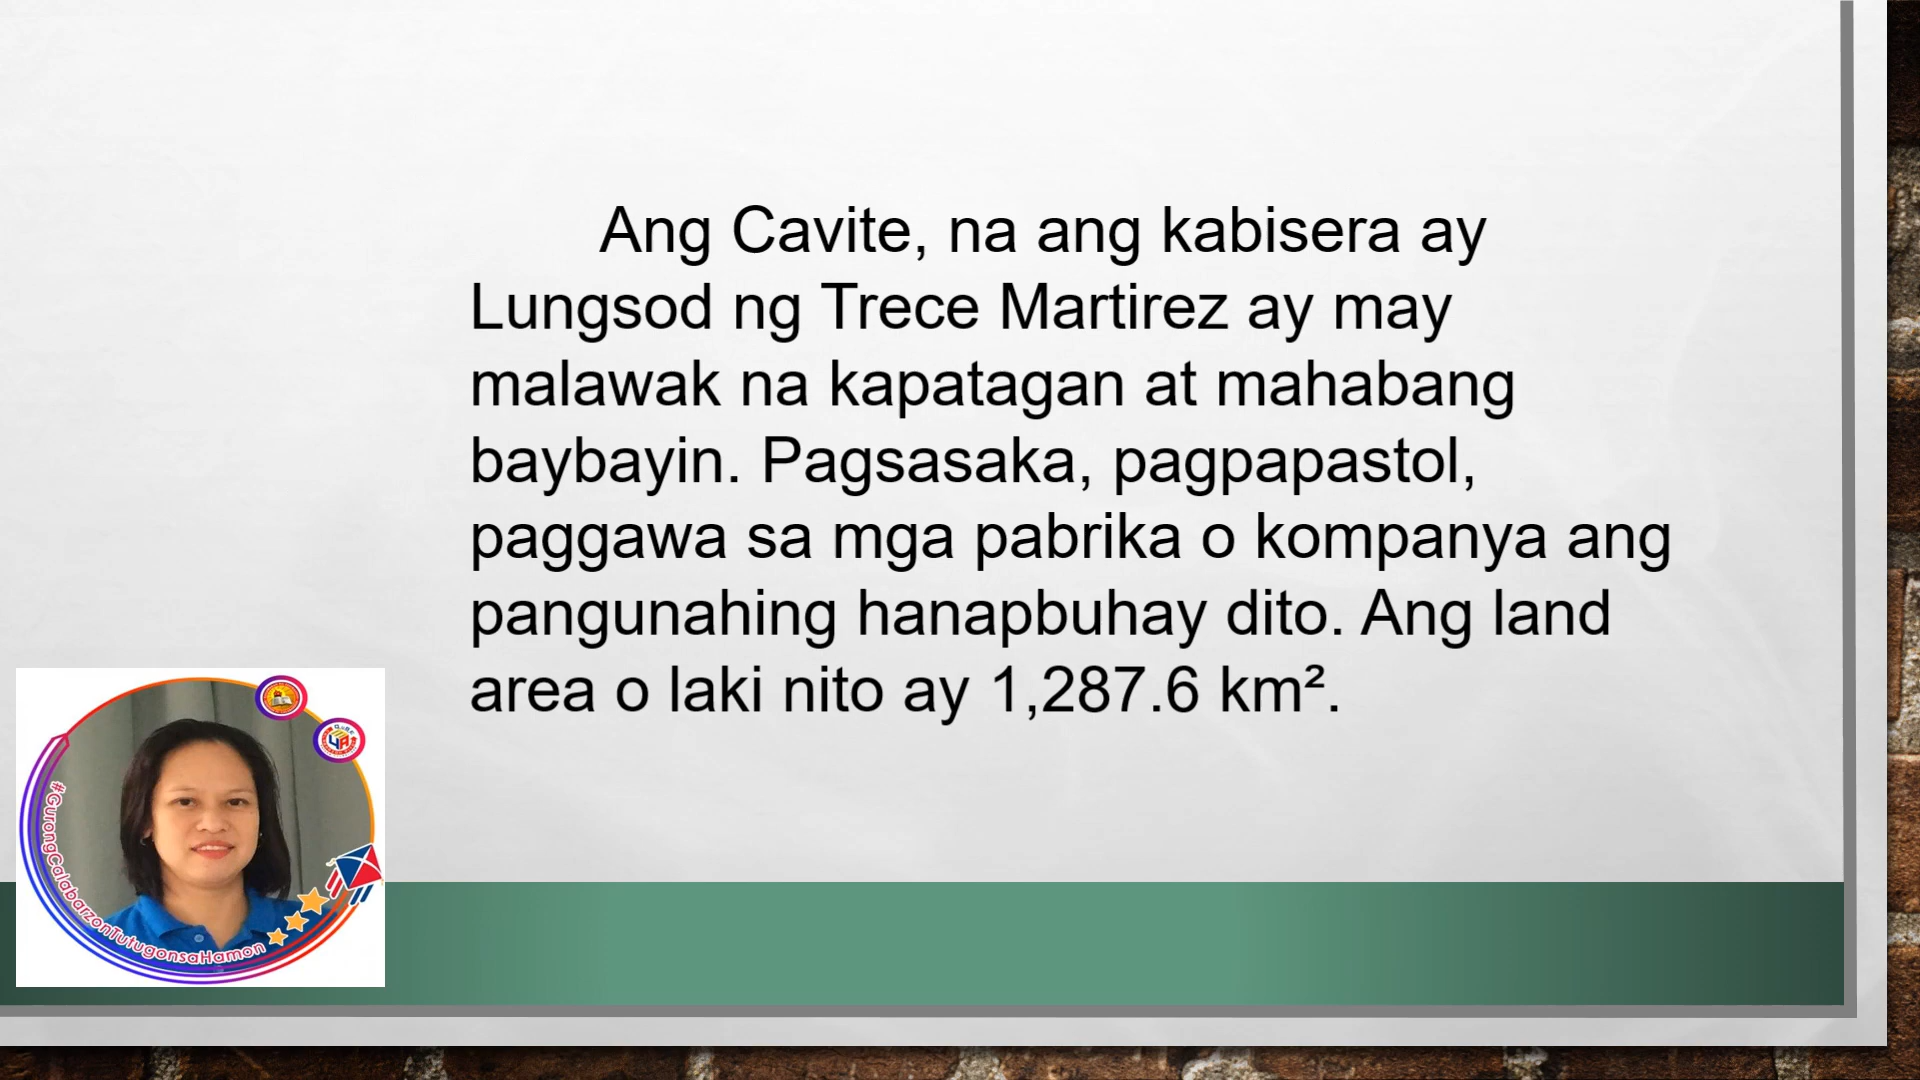 Ang Cavite, na ang kabisera ay
Lungsod ng Trece Martirez ay may
malawak na kapatagan at mahabang
baybayin. Pagsasaka, pagpapastol,
paggawa sa mga pabrika o kompanya ang
pangunahing hanapbuhay dito. Ang land
area o laki nito ay 1,287.6 km².
#GurongCalabarzonTutugonsaHamon